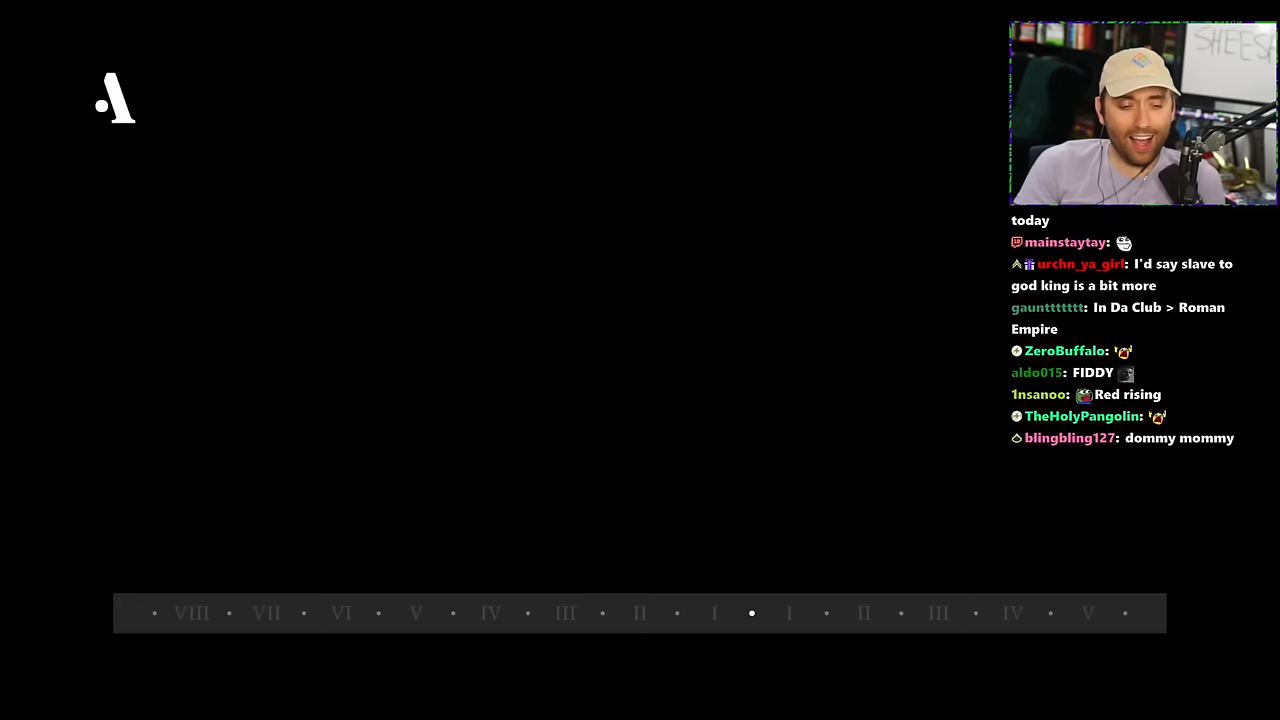 A
SHEESH
today
mainstaytay:
urchn_ya_girl: I'd say slave to
god king is a bit more
gaunttttttt: In Da Club > Roman
Empire
ZeroBuffalo:
aldo015: FIDDY
1nsanoo: Red rising
TheHolyPangolin:
blingbling127: dommy mommy
VIII VII VI V IV III II I I II III IV V